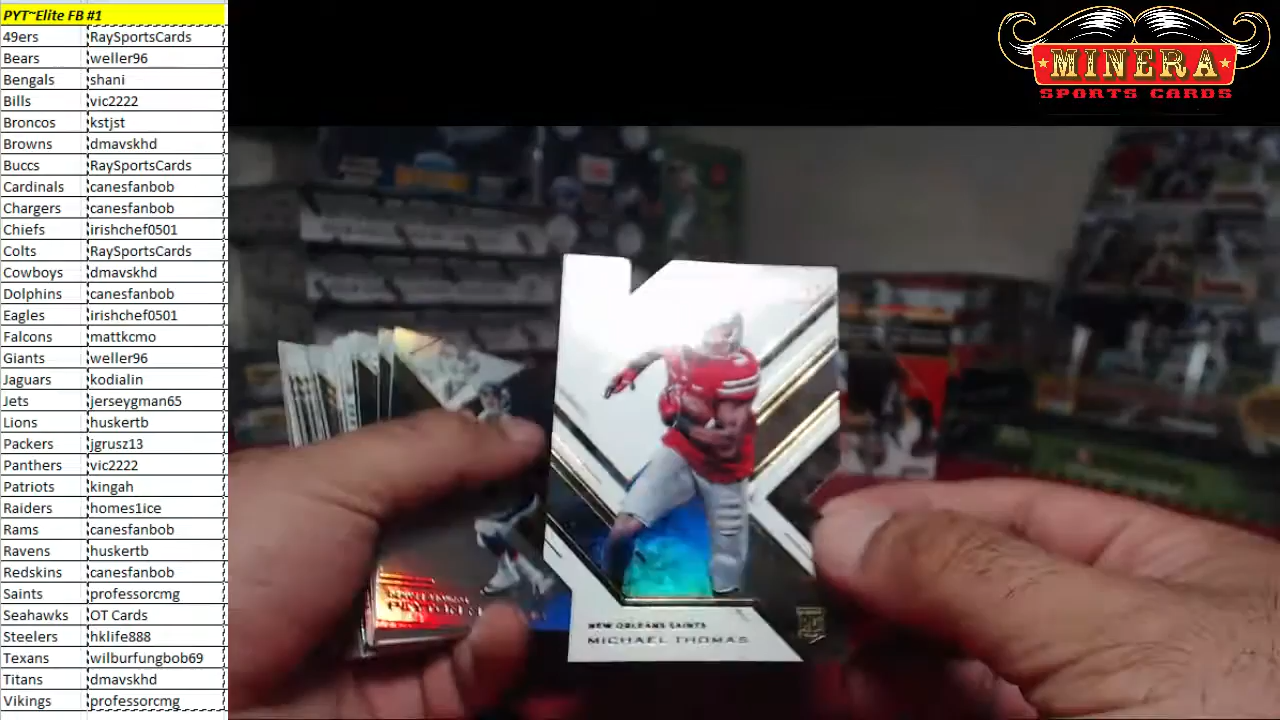 PYT~Elite FB #1
49ers RaySportsCards
Bears weller96
Bengals shani
Bills vic2222
Broncos kstjst
Browns dmavskhd
Buccs RaySportsCards
Cardinals canesfanbob
Chargers canesfanbob
Chiefs irishchef0501
Colts RaySportsCards
Cowboys dmavskhd
Dolphins canesfanbob
Eagles irishchef0501
Falcons mattkcmo
Giants weller96
Jaguars kodialin
Jets jerseygman65
Lions huskertb
Packers jgrusz13
Panthers vic2222
Patriots kingah
Raiders homes1ice
Rams canesfanbob
Ravens huskertb
Redskins canesfanbob
Saints professorcmg
Seahawks OT Cards
Steelers hklife888
Texans wilburfungbob69
Titans dmavskhd
Vikings professorcmg
MINERA
SPORTS CARDS
NEW ORLEANS SAINTS
MICHAEL THOMAS